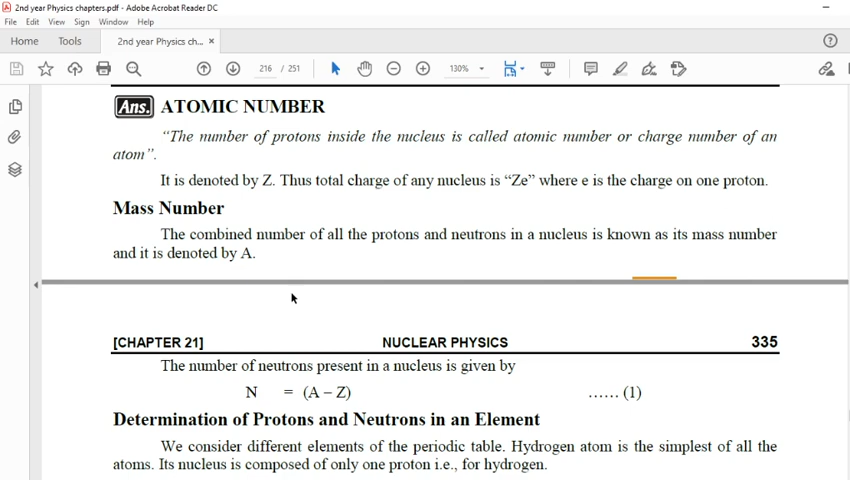 2nd year Physics chapters.pdf - Adobe Acrobat Reader DC
File Edit View Sign Window Help
Home Tools 2nd year Physics ch... ×
216 / 251 130%
Ans. ATOMIC NUMBER
“The number of protons inside the nucleus is called atomic number or charge number of an
atom”.
It is denoted by Z. Thus total charge of any nucleus is “Ze” where e is the charge on one proton.
Mass Number
The combined number of all the protons and neutrons in a nucleus is known as its mass number
and it is denoted by A.
[CHAPTER 21] NUCLEAR PHYSICS 335
The number of neutrons present in a nucleus is given by
N = (A – Z) …… (1)
Determination of Protons and Neutrons in an Element
We consider different elements of the periodic table. Hydrogen atom is the simplest of all the
atoms. Its nucleus is composed of only one proton i.e., for hydrogen.